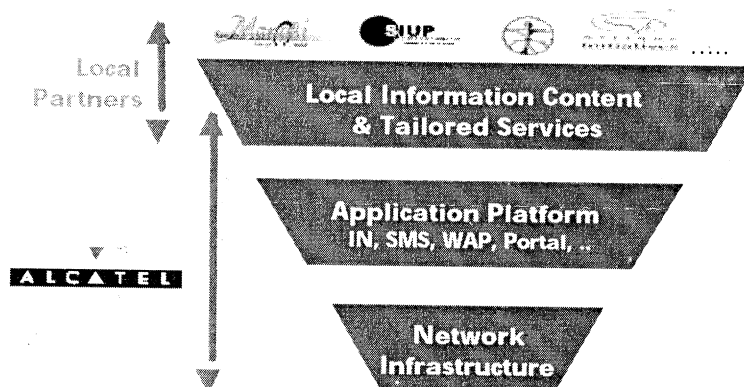 SIUP
.....
Local
Partners
Local Information Content
& Tailored Services
Application Platform
IN, SMS, WAP, Portal, ..
ALCATEL
Network
Infrastructure